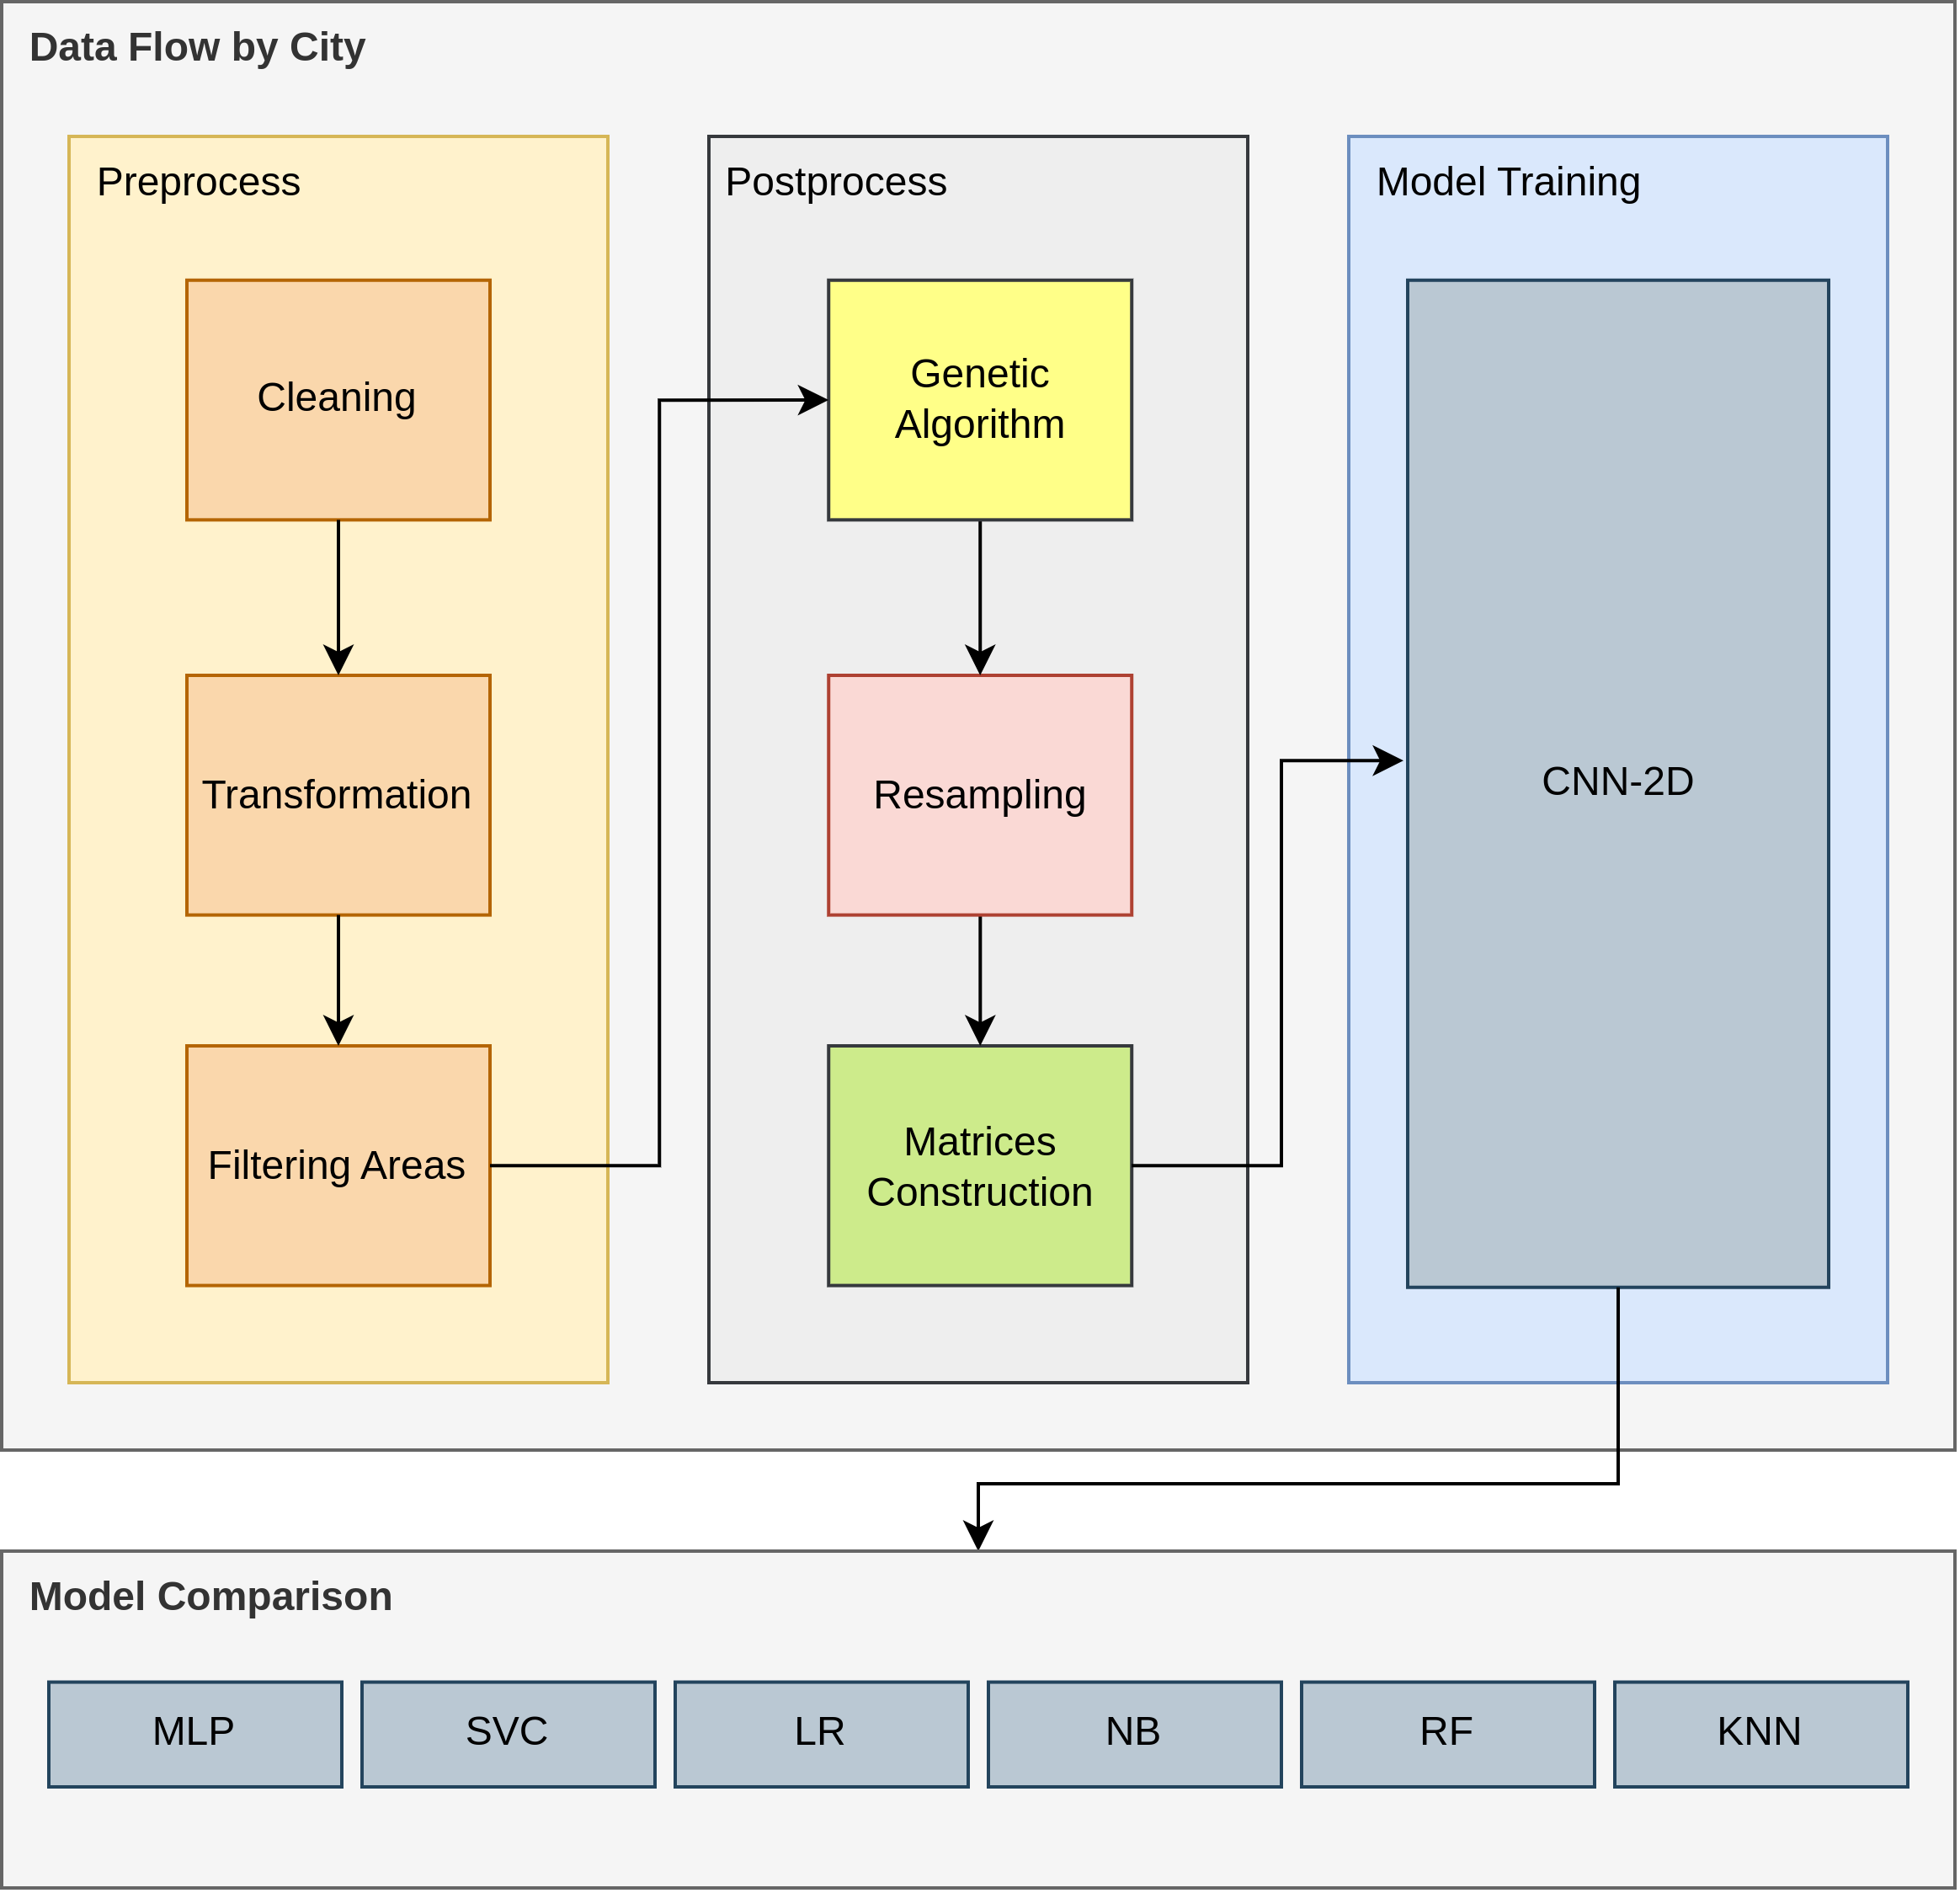 Data Flow by City
Preprocess
Cleaning
Transformation
Filtering Areas
Postprocess
Genetic
Algorithm
Resampling
Matrices
Construction
Model Training
CNN-2D
Model Comparison
MLP
SVC
LR
NB
RF
KNN